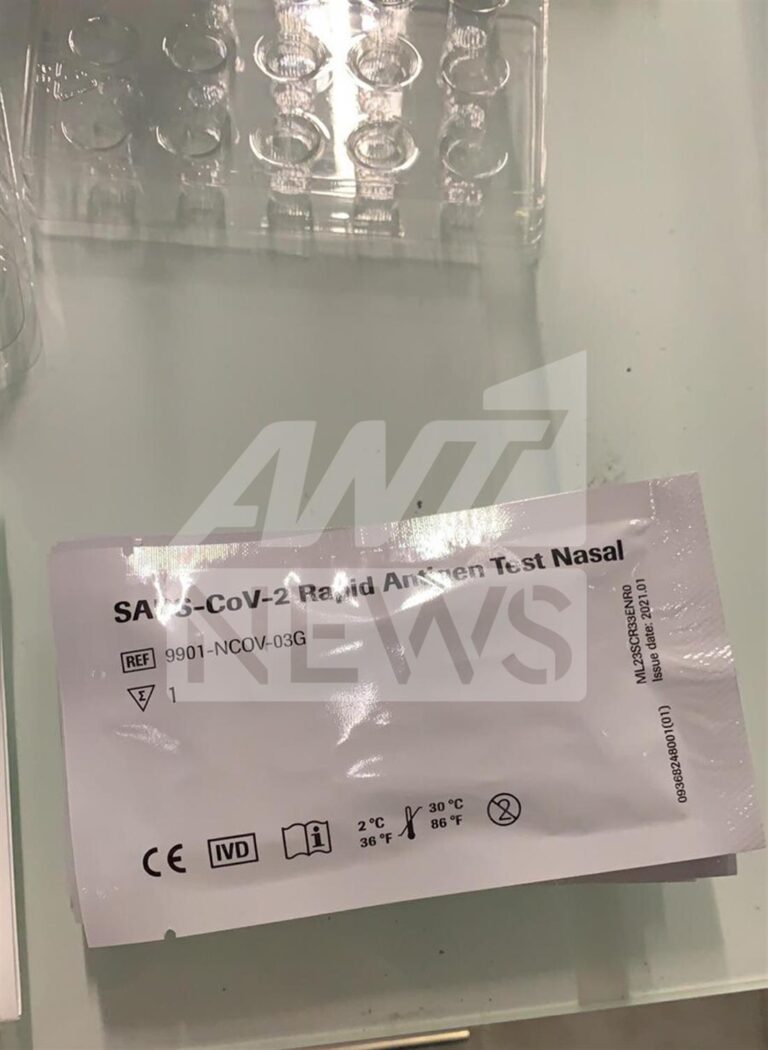 ANT1
NEWS
SARS-CoV-2 Rapid Antigen Test Nasal
REF 9901-NCOV-03G
Σ 1
ML23SCR33ENR0
Issue date: 2021.01
09368248001(01)
CE IVD i 2 °C 30 °C 2
36 °F 86 °F